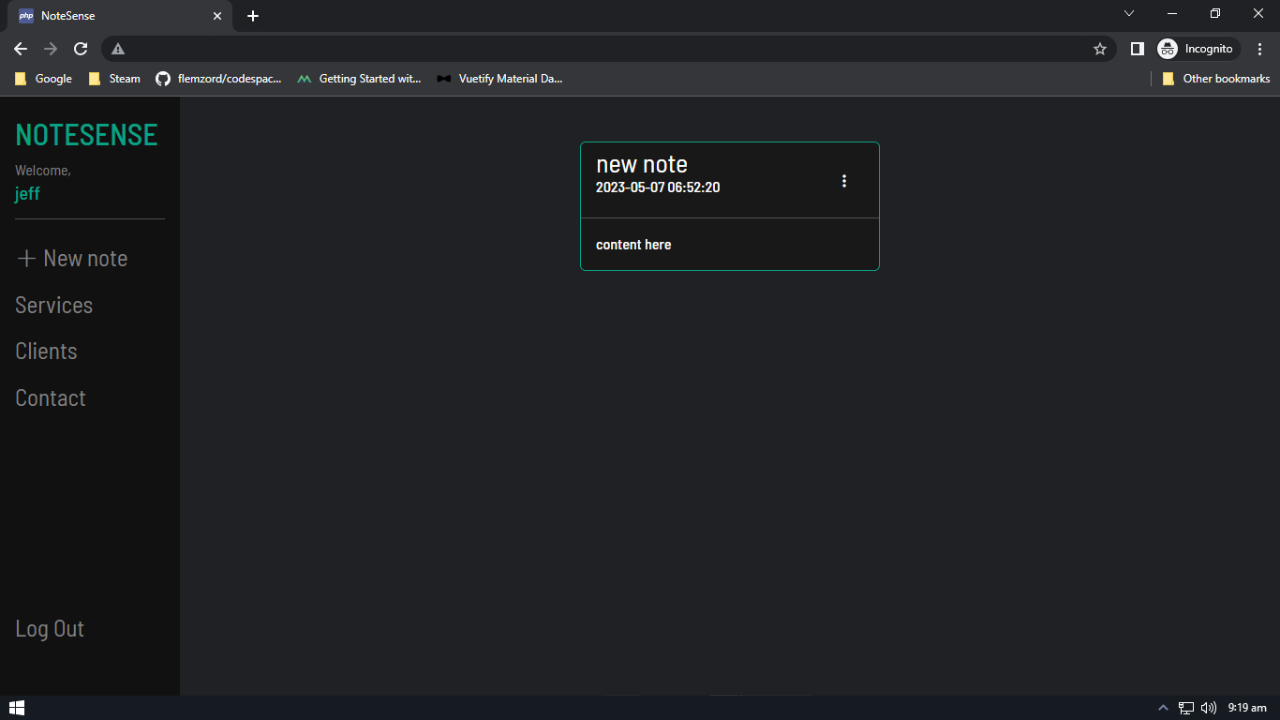 php NoteSense
Incognito
Google Steam flemzord/codespac... Getting Started wit... Vuetify Material Da... Other bookmarks
NOTESENSE
Welcome,
jeff
New note
Services
Clients
Contact
Log Out
new note
2023-05-07 06:52:20
content here
9:19 am